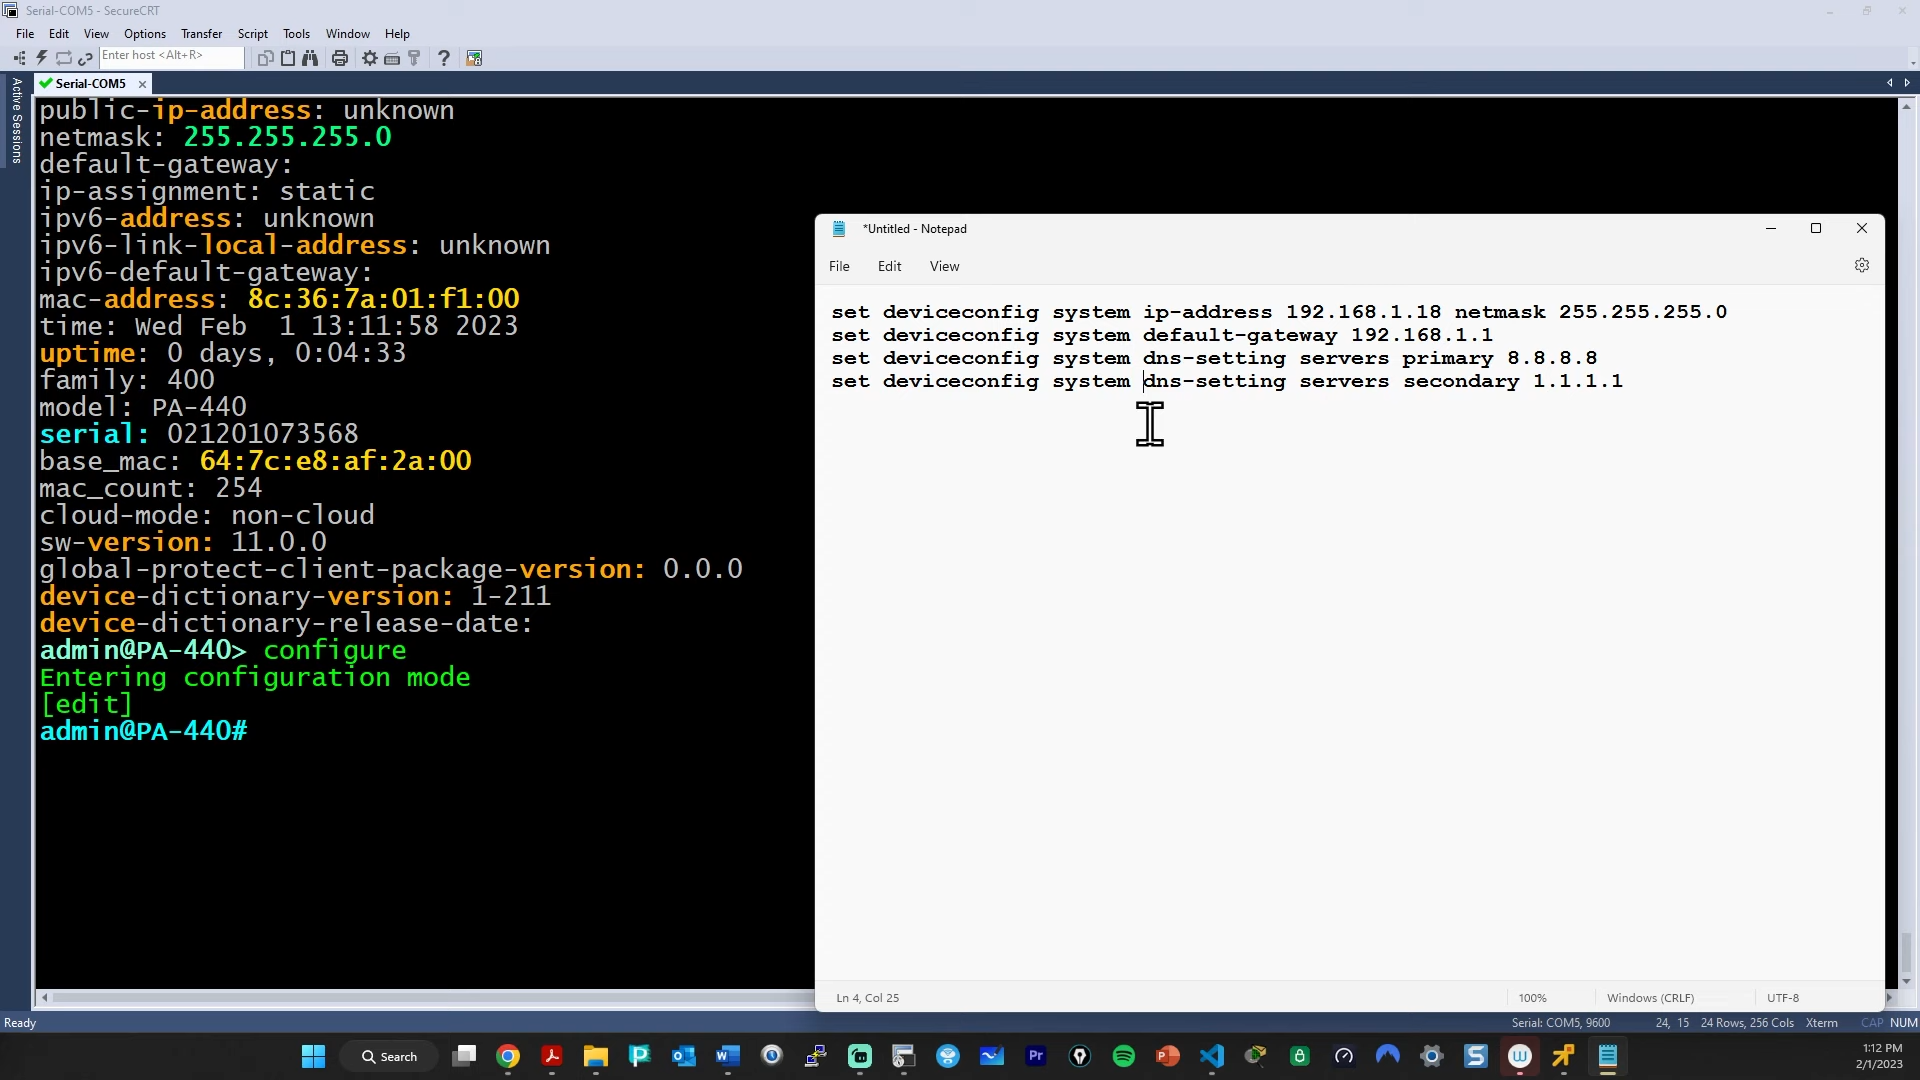 Serial-COM5 - SecureCRT
File Edit View Options Transfer Script Tools Window Help
Enter host <Alt+R>
Active Sessions
Serial-COM5
public-ip-address: unknown
netmask: 255.255.255.0
default-gateway:
ip-assignment: static
ipv6-address: unknown
ipv6-link-local-address: unknown
ipv6-default-gateway:
mac-address: 8c:36:7a:01:f1:00
time: Wed Feb  1 13:11:58 2023
uptime: 0 days, 0:04:33
family: 400
model: PA-440
serial: 021201073568
base_mac: 64:7c:e8:af:2a:00
mac_count: 254
cloud-mode: non-cloud
sw-version: 11.0.0
global-protect-client-package-version: 0.0.0
device-dictionary-version: 1-211
device-dictionary-release-date:
admin@PA-440> configure
Entering configuration mode
[edit]
admin@PA-440#
*Untitled - Notepad
File Edit View
set deviceconfig system ip-address 192.168.1.18 netmask 255.255.255.0
set deviceconfig system default-gateway 192.168.1.1
set deviceconfig system dns-setting servers primary 8.8.8.8
set deviceconfig system dns-setting servers secondary 1.1.1.1
Ln 4, Col 25 100% Windows (CRLF) UTF-8
Ready Serial: COM5, 9600 24, 15 24 Rows, 256 Cols Xterm CAP NUM
Search
1:12 PM
2/1/2023